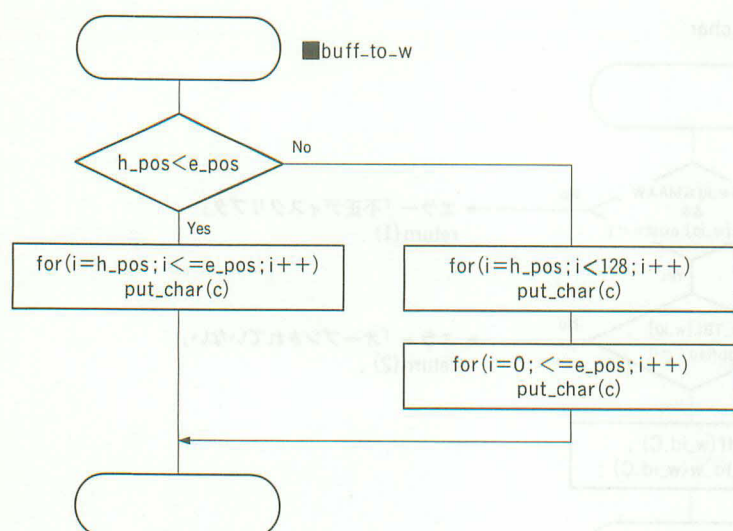 ■buff_to_w
h_pos<e_pos
No
Yes
for(i=h_pos;i<=e_pos;i++)
put_char(c)
for(i=h_pos;i<128;i++)
put_char(c)
for(i=0; <=e_pos;i++)
put_char(c)